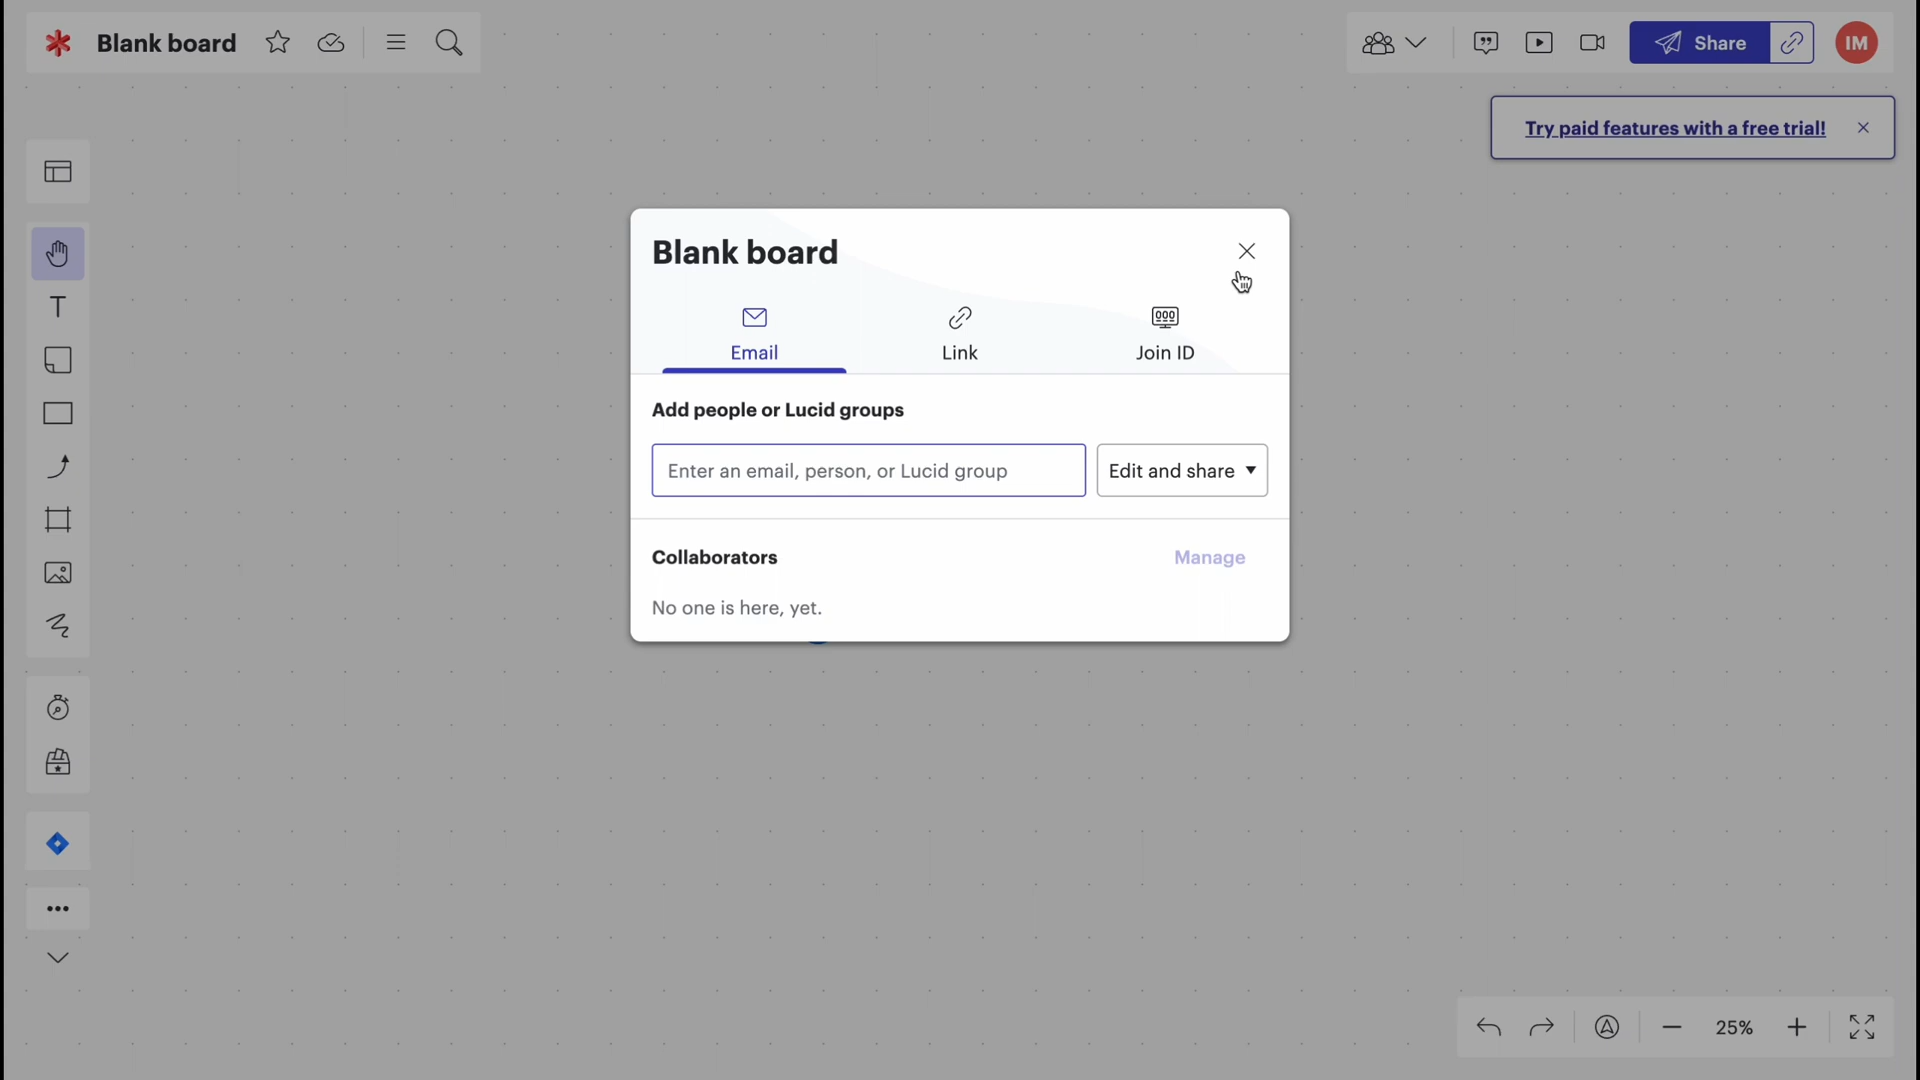 Blank board
Share
IM
Try paid features with a free trial!
Blank board
Email
Link
Join ID
Add people or Lucid groups
Enter an email, person, or Lucid group
Edit and share
Collaborators
Manage
No one is here, yet.
25%